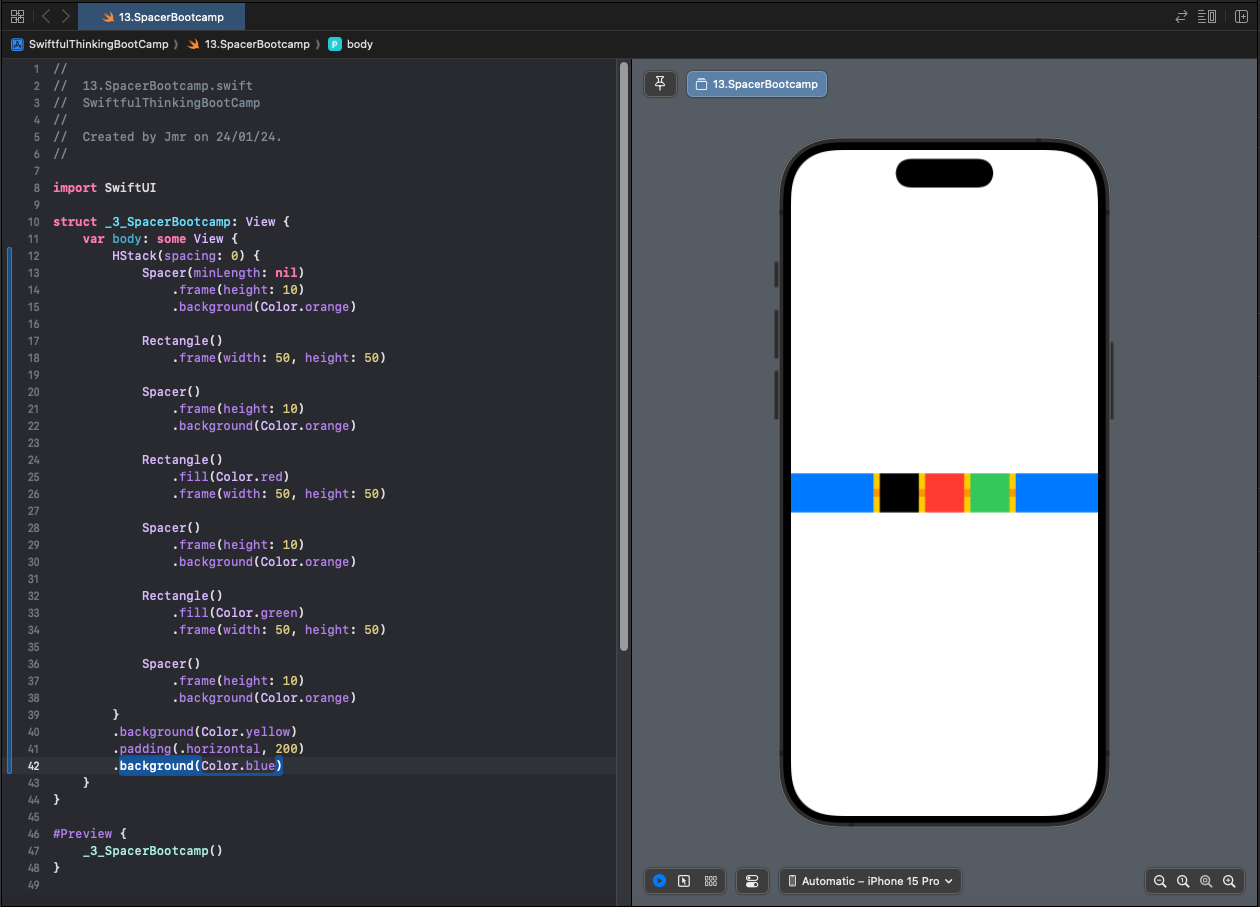 13.SpacerBootcamp
SwiftfulThinkingBootCamp 〉 13.SpacerBootcamp 〉 P body
1 //
2 //  13.SpacerBootcamp.swift
3 //  SwiftfulThinkingBootCamp
4 //
5 //  Created by Jmr on 24/01/24.
6 //
7
8 import SwiftUI
9
10 struct _3_SpacerBootcamp: View {
11     var body: some View {
12         HStack(spacing: 0) {
13             Spacer(minLength: nil)
14                 .frame(height: 10)
15                 .background(Color.orange)
16
17             Rectangle()
18                 .frame(width: 50, height: 50)
19
20             Spacer()
21                 .frame(height: 10)
22                 .background(Color.orange)
23
24             Rectangle()
25                 .fill(Color.red)
26                 .frame(width: 50, height: 50)
27
28             Spacer()
29                 .frame(height: 10)
30                 .background(Color.orange)
31
32             Rectangle()
33                 .fill(Color.green)
34                 .frame(width: 50, height: 50)
35
36             Spacer()
37                 .frame(height: 10)
38                 .background(Color.orange)
39         }
40         .background(Color.yellow)
41         .padding(.horizontal, 200)
42         .background(Color.blue)
43     }
44 }
45
46 #Preview {
47     _3_SpacerBootcamp()
48 }
49
13.SpacerBootcamp
Automatic – iPhone 15 Pro